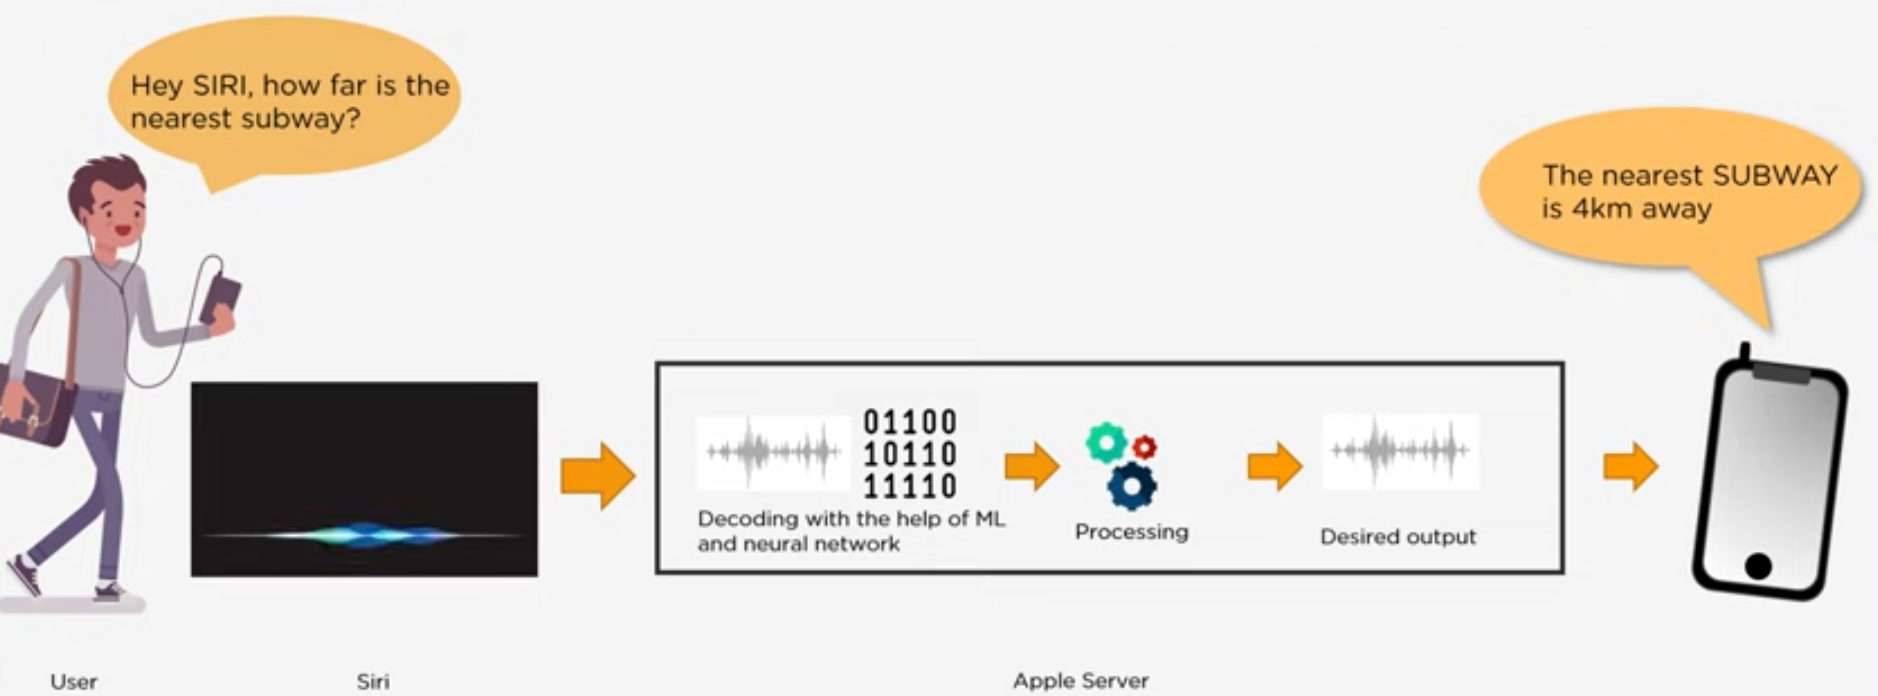 Hey SIRI, how far is the
nearest subway?
The nearest SUBWAY
is 4km away
01100
10110
11110
Decoding with the help of ML
and neural network
Processing
Desired output
User
Siri
Apple Server